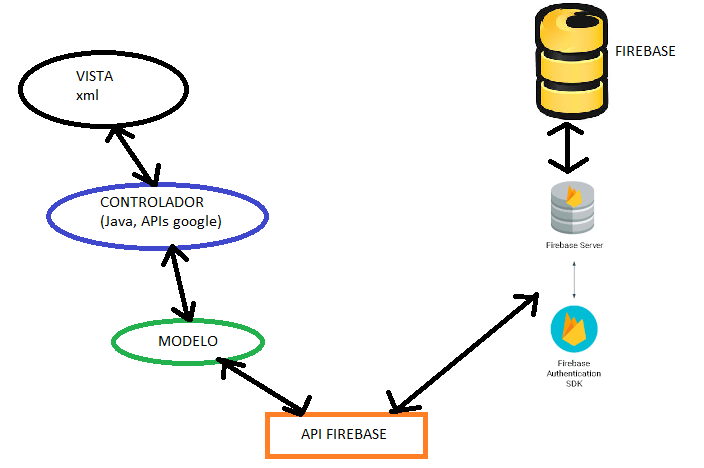 VISTA
xml
CONTROLADOR
(Java, APIs google)
MODELO
API FIREBASE
FIREBASE
Firebase Server
Firebase
Authentication
SDK